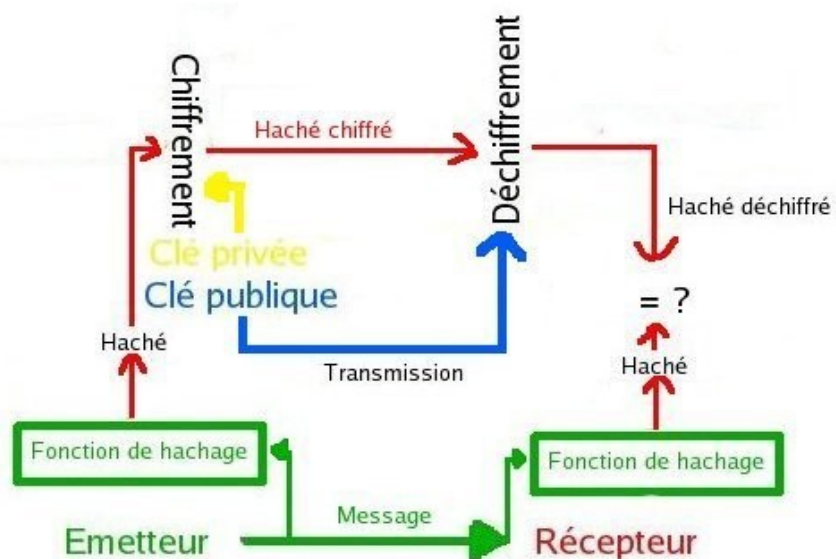 Chiffrement
Déchiffrement
Haché chiffré
Haché déchiffré
Clé privée
Clé publique
= ?
Haché
Transmission
Haché
Fonction de hachage
Fonction de hachage
Message
Emetteur
Récepteur